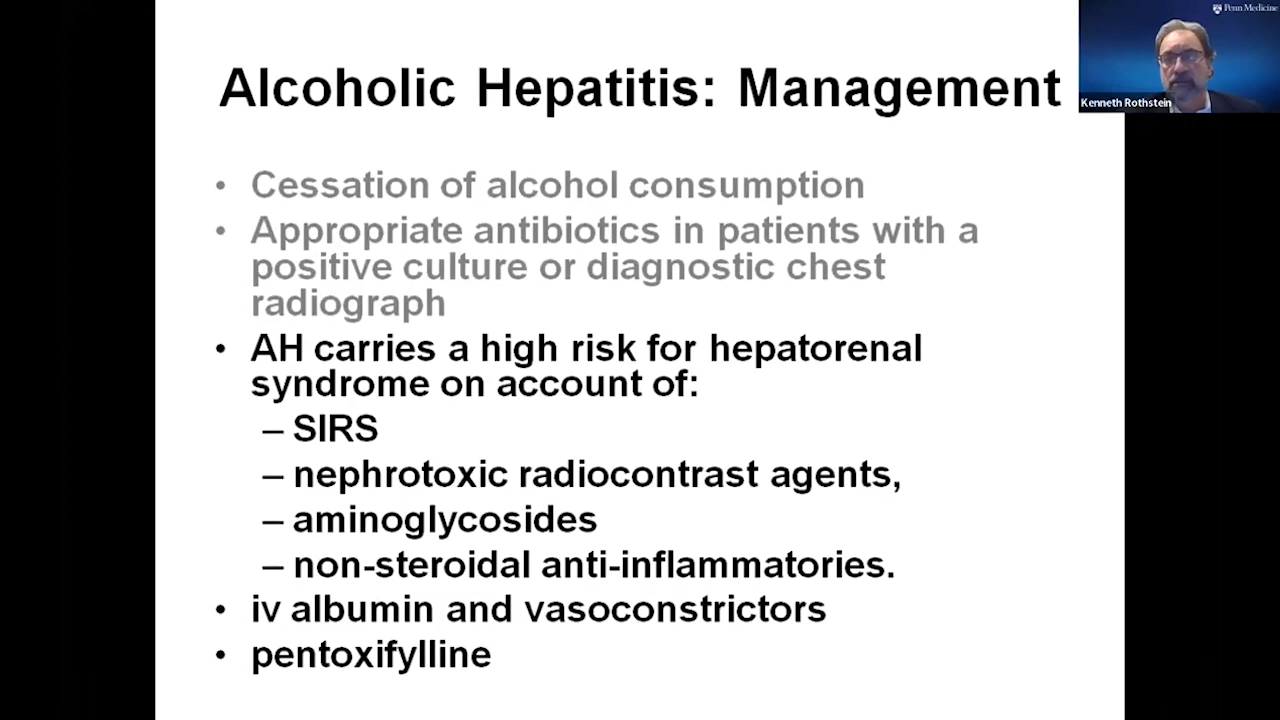 Penn Medicine
Kenneth Rothstein
Alcoholic Hepatitis: Management
• Cessation of alcohol consumption
• Appropriate antibiotics in patients with a
positive culture or diagnostic chest
radiograph
• AH carries a high risk for hepatorenal
syndrome on account of:
– SIRS
– nephrotoxic radiocontrast agents,
– aminoglycosides
– non-steroidal anti-inflammatories.
• iv albumin and vasoconstrictors
• pentoxifylline